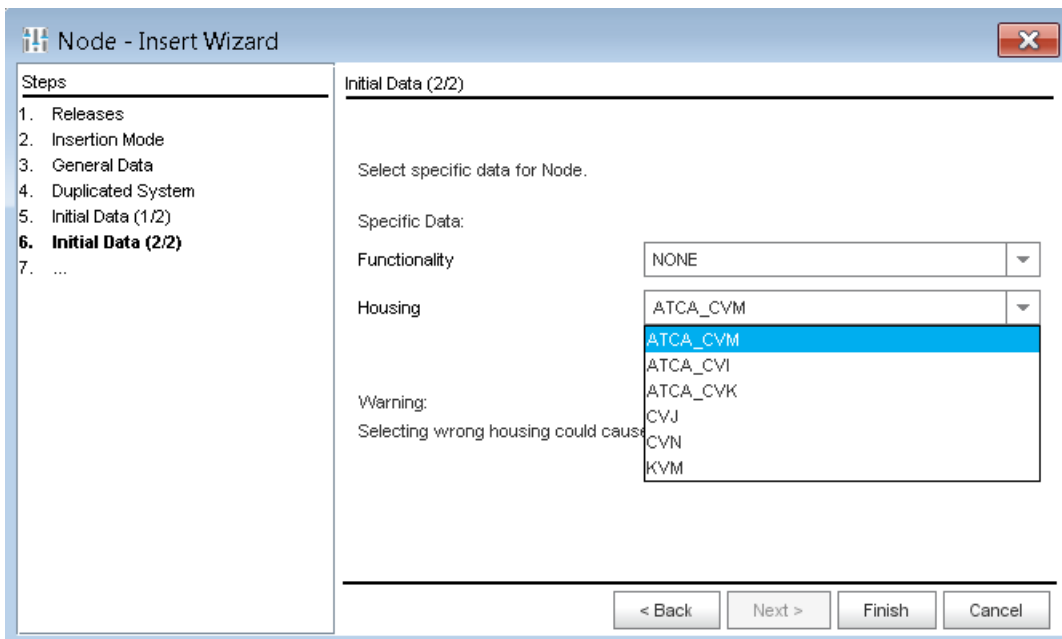 Node - Insert Wizard
Steps
1. Releases
2. Insertion Mode
3. General Data
4. Duplicated System
5. Initial Data (1/2)
6. Initial Data (2/2)
7. ...
Initial Data (2/2)
Select specific data for Node.
Specific Data:
Functionality NONE
Housing ATCA_CVM
ATCA_CVM
ATCA_CVI
ATCA_CVK
CVJ
CVN
KVM
Warning:
Selecting wrong housing could cause
< Back Next > Finish Cancel